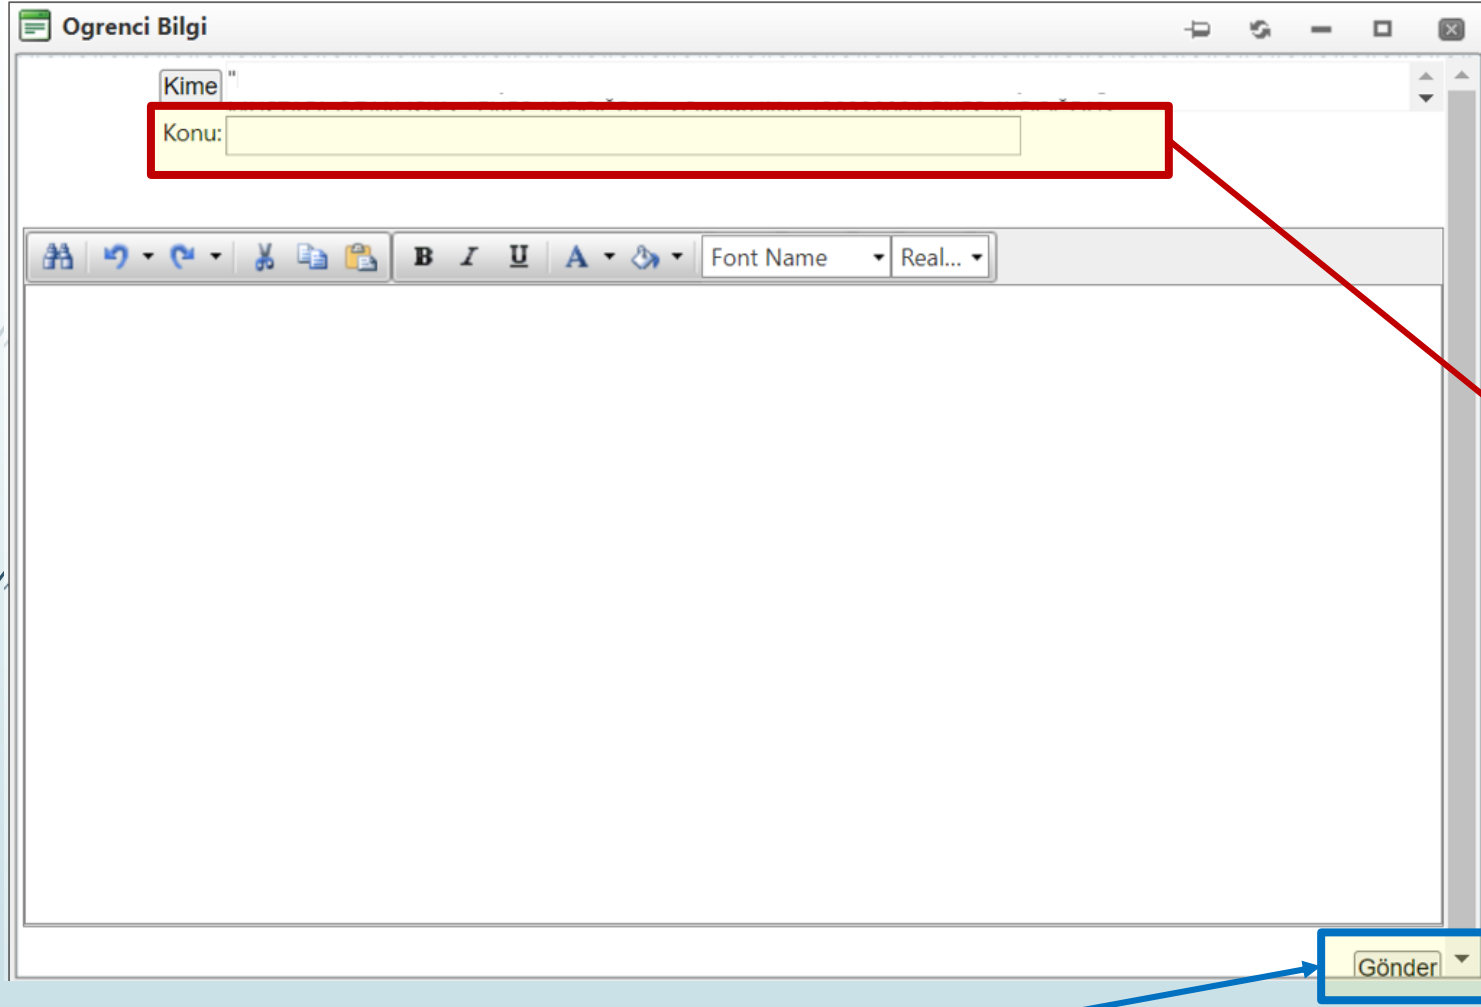 Ogrenci Bilgi
Kime "
Konu:
B I U A Font Name Real...
Gönder